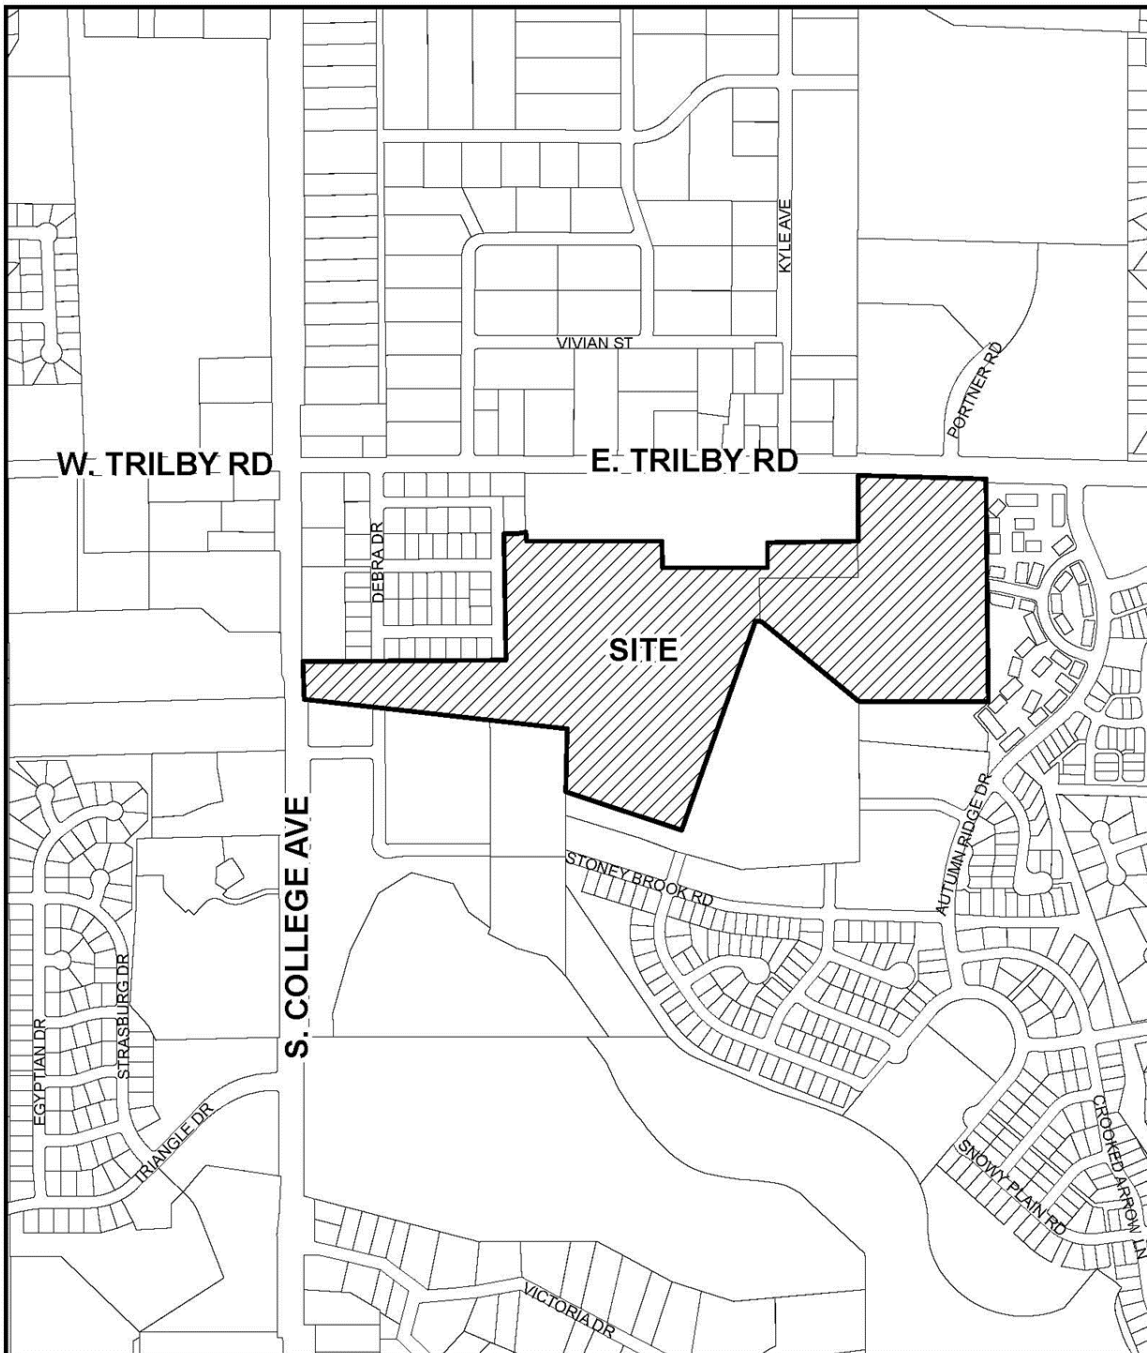 KYLE AVE
VIVIAN ST
PORTNER RD
W. TRILBY RD
E. TRILBY RD
DEBRA DR
SITE
S. COLLEGE AVE
AUTUMN RIDGE DR
STONEY BROOK RD
STRASBURG DR
EGYPTIAN DR
TRIANGLE DR
CROOKED ARROW LN
SNOWY PLAIN RD
VICTORIA DR